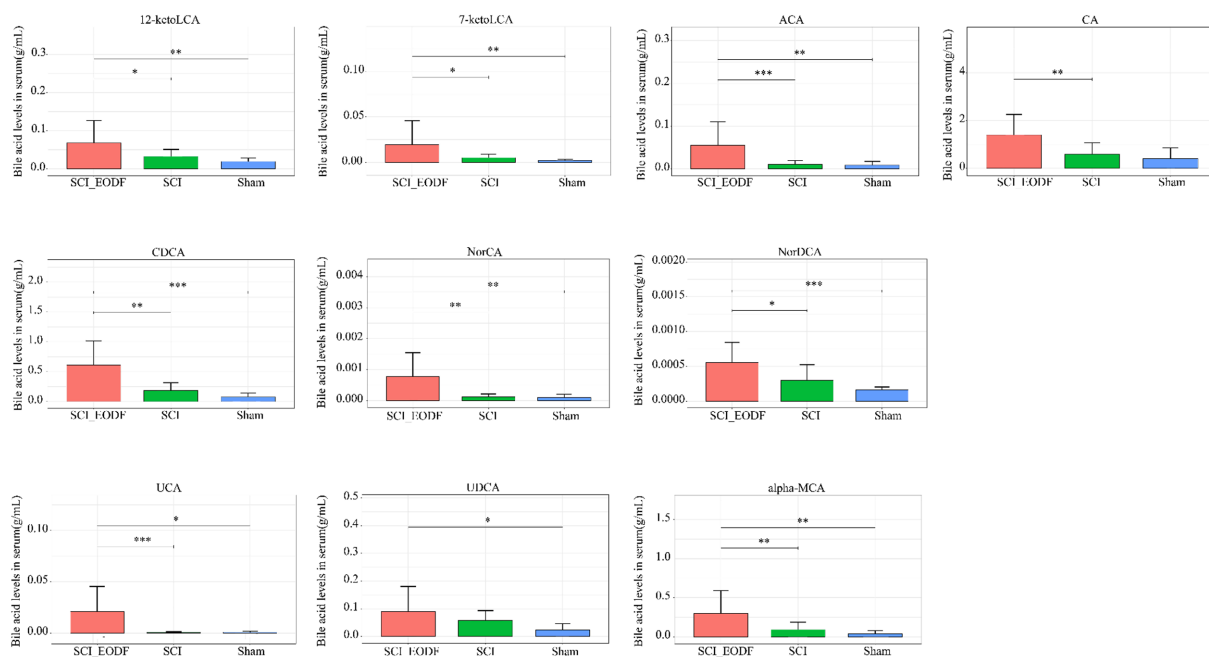 12-ketoLCA
Bile acid levels in serum(g/mL)
0.3
0.2
0.1
0.0
**
*
SCI_EODF SCI Sham
7-ketoLCA
Bile acid levels in serum(g/mL)
0.10
0.05
0.00
**
*
SCI_EODF SCI Sham
ACA
Bile acid levels in serum(g/mL)
0.3
0.2
0.1
0.0
**
***
SCI_EODF SCI Sham
CA
Bile acid levels in serum(g/mL)
4
2
0
**
SCI_EODF SCI Sham
CDCA
Bile acid levels in serum(g/mL)
2.0
1.5
1.0
0.5
0.0
***
**
SCI_EODF SCI Sham
NorCA
Bile acid levels in serum(g/mL)
0.004
0.003
0.002
0.001
0.000
**
**
SCI_EODF SCI Sham
NorDCA
Bile acid levels in serum(g/mL)
0.0020
0.0015
0.0010
0.0005
0.0000
***
*
SCI_EODF SCI Sham
UCA
Bile acid levels in serum(g/mL)
0.10
0.05
0.00
*
***
SCI_EODF SCI Sham
UDCA
Bile acid levels in serum(g/mL)
0.5
0.4
0.3
0.2
0.1
0.0
*
SCI_EODF SCI Sham
alpha-MCA
Bile acid levels in serum(g/mL)
1.5
1.0
0.5
0.0
**
**
SCI_EODF SCI Sham